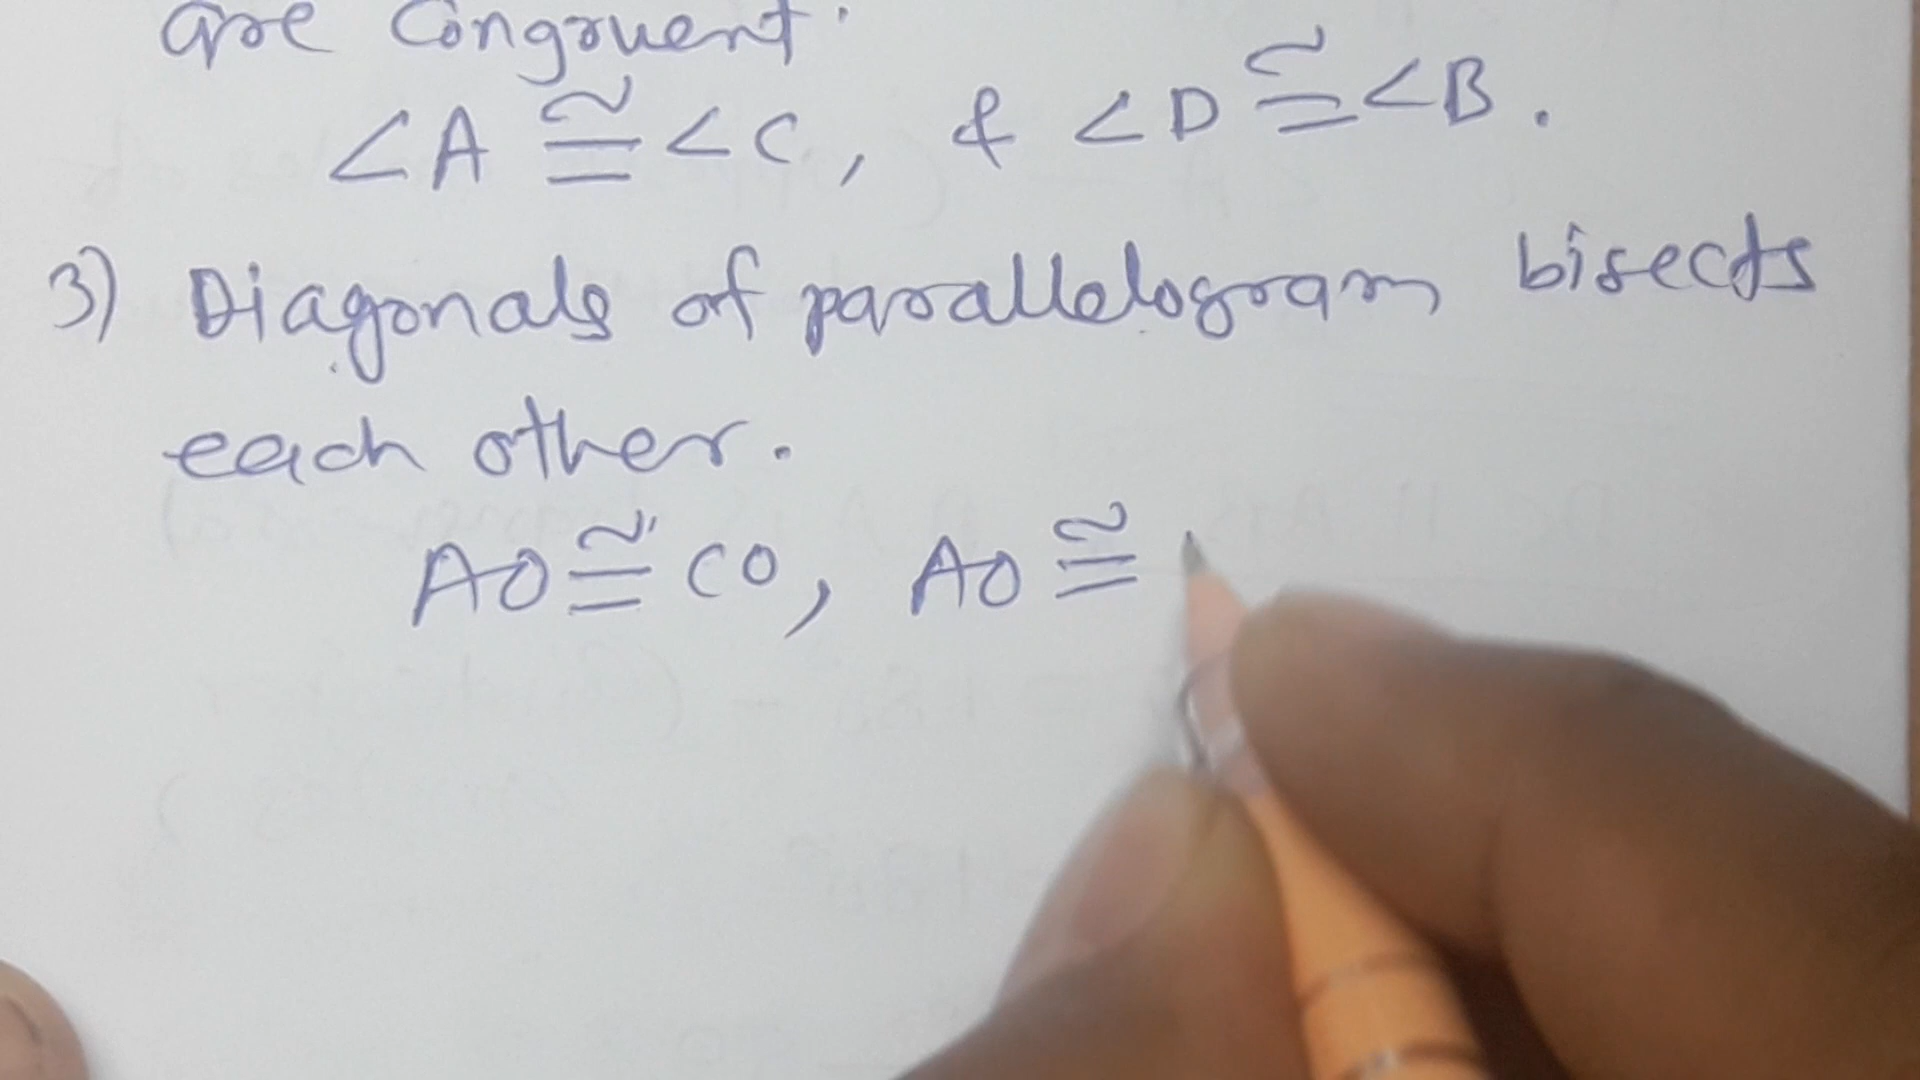 are Congruent.
∠A ≅ ∠C, & ∠D ≅ ∠B.
3) Diagonals of parallelogram bisects
each other.
AO ≅ CO, AO ≅